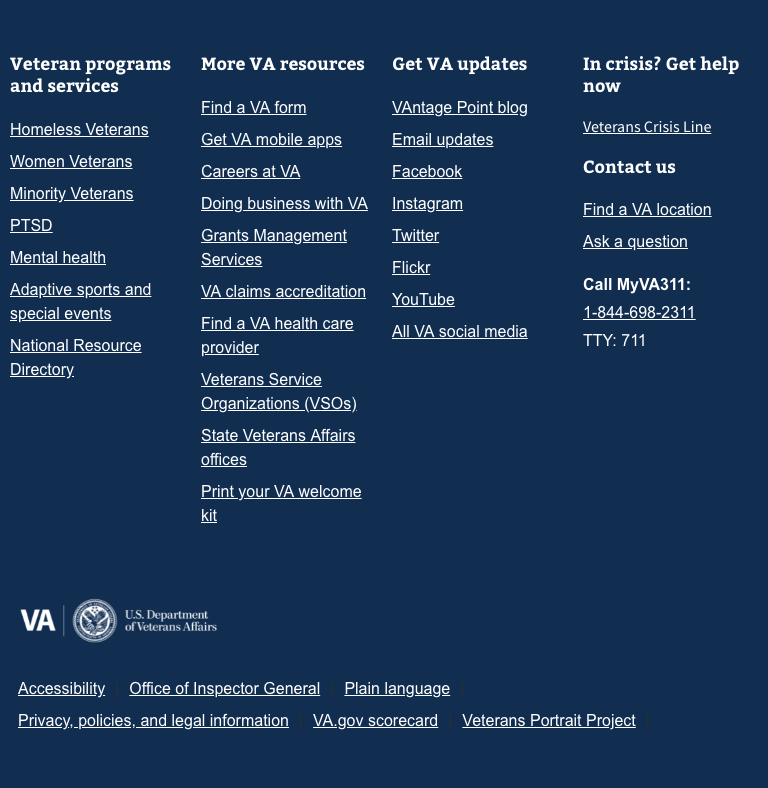 Veteran programs
and services
Homeless Veterans
Women Veterans
Minority Veterans
PTSD
Mental health
Adaptive sports and
special events
National Resource
Directory
More VA resources
Find a VA form
Get VA mobile apps
Careers at VA
Doing business with VA
Grants Management
Services
VA claims accreditation
Find a VA health care
provider
Veterans Service
Organizations (VSOs)
State Veterans Affairs
offices
Print your VA welcome
kit
Get VA updates
VAntage Point blog
Email updates
Facebook
Instagram
Twitter
Flickr
YouTube
All VA social media
In crisis? Get help
now
Veterans Crisis Line
Contact us
Find a VA location
Ask a question
Call MyVA311:
1-844-698-2311
TTY: 711
VA
U.S. Department
of Veterans Affairs
Accessibility Office of Inspector General Plain language
Privacy, policies, and legal information VA.gov scorecard Veterans Portrait Project